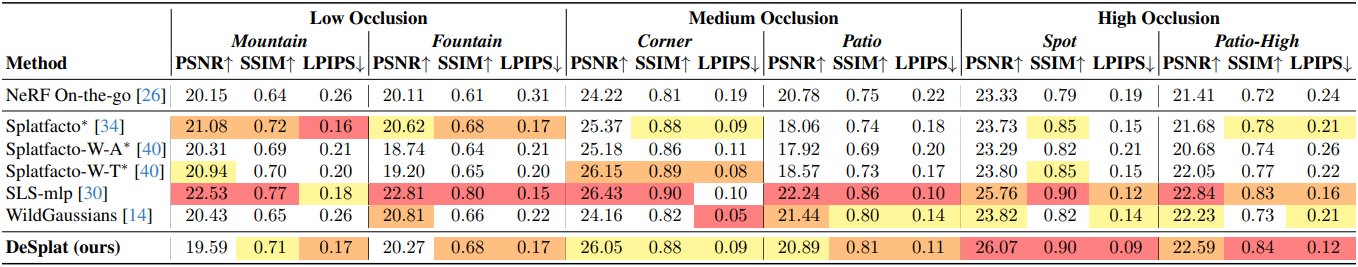 Low Occlusion Medium Occlusion High Occlusion
Mountain Fountain Corner Patio Spot Patio-High
Method PSNR↑ SSIM↑ LPIPS↓ PSNR↑ SSIM↑ LPIPS↓ PSNR↑ SSIM↑ LPIPS↓ PSNR↑ SSIM↑ LPIPS↓ PSNR↑ SSIM↑ LPIPS↓ PSNR↑ SSIM↑ LPIPS↓
NeRF On-the-go [26] 20.15 0.64 0.26 20.11 0.61 0.31 24.22 0.81 0.19 20.78 0.75 0.22 23.33 0.79 0.19 21.41 0.72 0.24
Splatfacto* [34] 21.08 0.72 0.16 20.62 0.68 0.17 25.37 0.88 0.09 18.06 0.74 0.18 23.73 0.85 0.15 21.68 0.78 0.21
Splatfacto-W-A* [40] 20.31 0.69 0.21 18.74 0.64 0.21 25.18 0.86 0.11 17.92 0.69 0.20 23.29 0.82 0.21 20.68 0.74 0.26
Splatfacto-W-T* [40] 20.94 0.70 0.20 19.20 0.65 0.20 26.15 0.89 0.08 18.57 0.73 0.17 23.80 0.85 0.15 22.05 0.77 0.22
SLS-mlp [30] 22.53 0.77 0.18 22.81 0.80 0.15 26.43 0.90 0.10 22.24 0.86 0.10 25.76 0.90 0.12 22.84 0.83 0.16
WildGaussians [14] 20.43 0.65 0.26 20.81 0.66 0.22 24.16 0.82 0.05 21.44 0.80 0.14 23.82 0.82 0.14 22.23 0.73 0.21
DeSplat (ours) 19.59 0.71 0.17 20.27 0.68 0.17 26.05 0.88 0.09 20.89 0.81 0.11 26.07 0.90 0.09 22.59 0.84 0.12